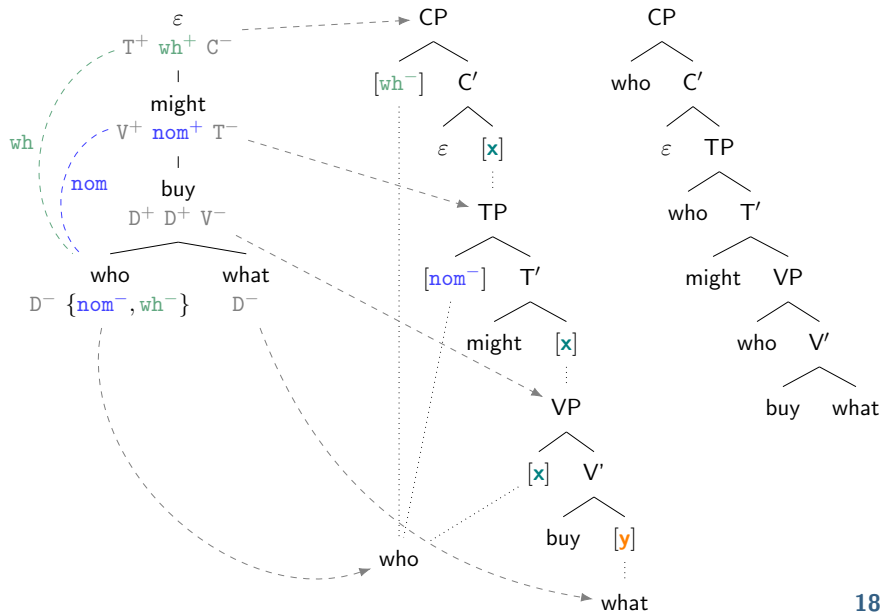 ε CP CP
T⁺ wh⁺ C⁻
[wh⁻] C′ who C′
might
wh V⁺ nom⁺ T⁻ ε [x] ε TP
nom buy
D⁺ D⁺ V⁻ TP who T′
who what [nom⁻] T′ might VP
D⁻ {nom⁻, wh⁻} D⁻
might [x] who V′
VP buy what
[x] V'
buy [y]
who
what
18